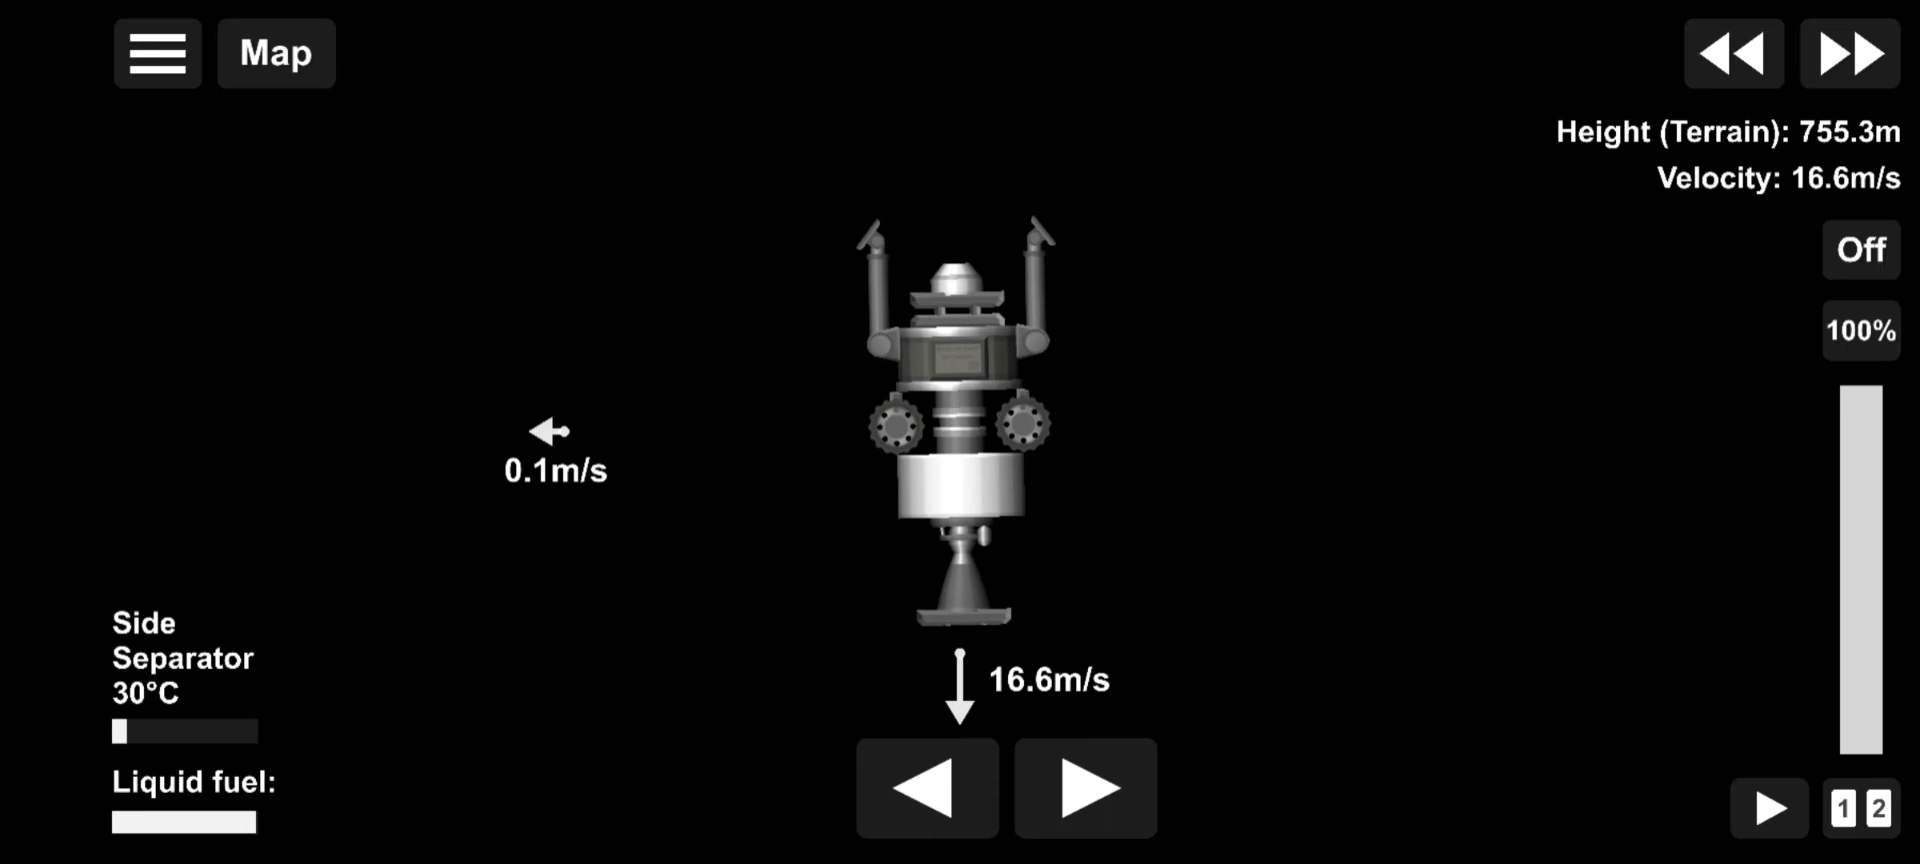 Map
Height (Terrain): 755.3m
Velocity: 16.6m/s
Off
100%
0.1m/s
Side
Separator
30°C
16.6m/s
Liquid fuel:
1 2